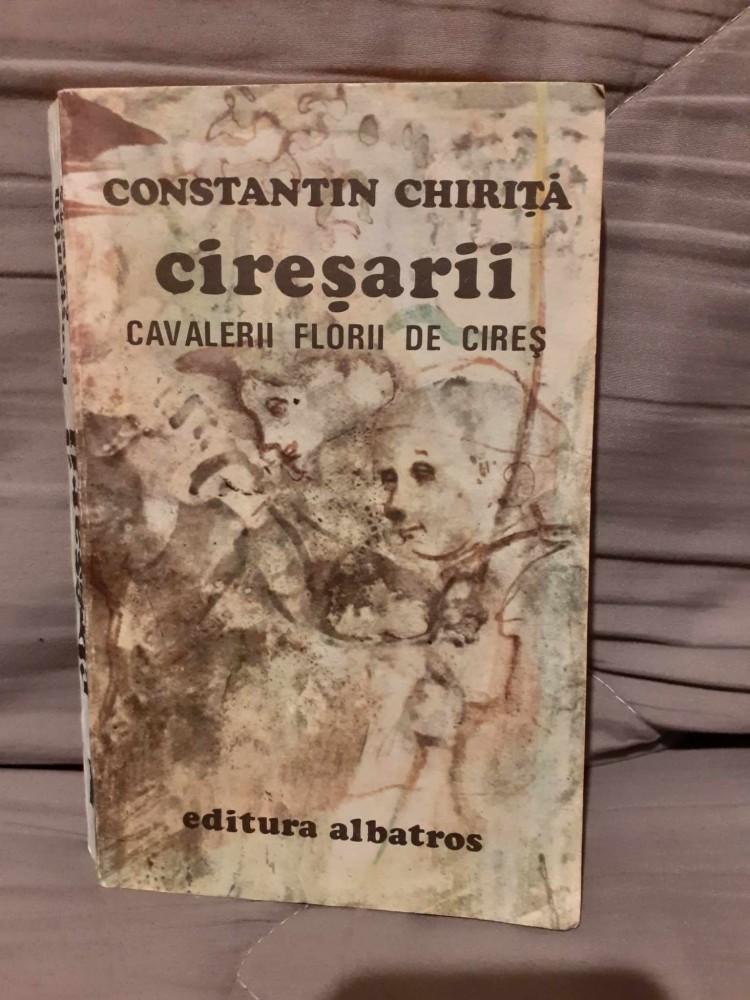 CONSTANTIN CHIRIȚĂ
cireșarii
CAVALERII FLORII DE CIREȘ
editura albatros